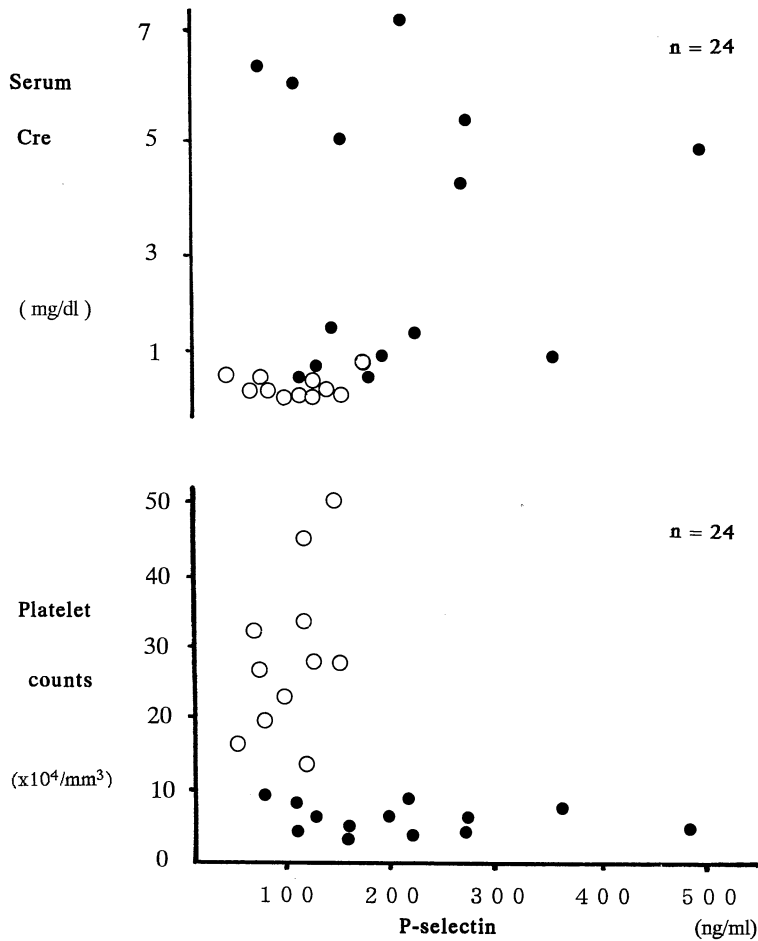 7
n = 24
Serum
Cre
5
3
( mg/dl )
1
50
n = 24
40
Platelet
30
counts
20
(x10⁴/mm³)
10
0
100 200 300 400 500
P-selectin (ng/ml)